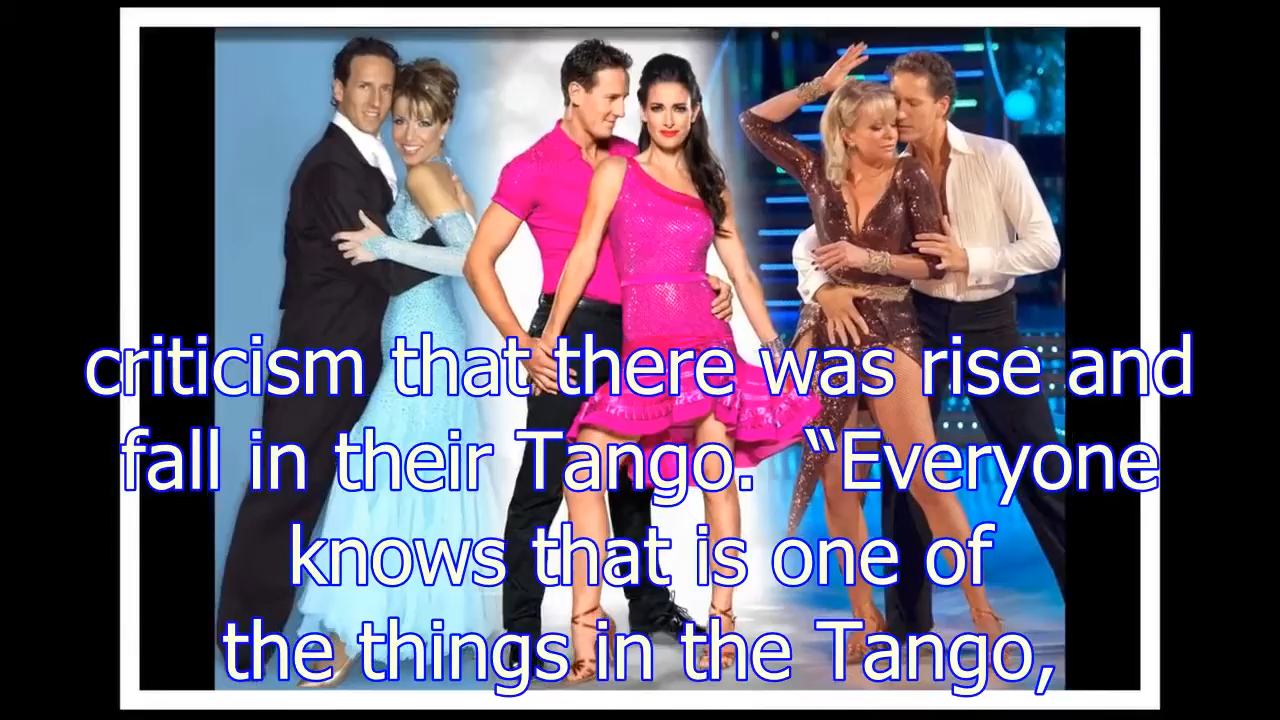 criticism that there was rise and
fall in their Tango.  “Everyone
knows that is one of
the things in the Tango,